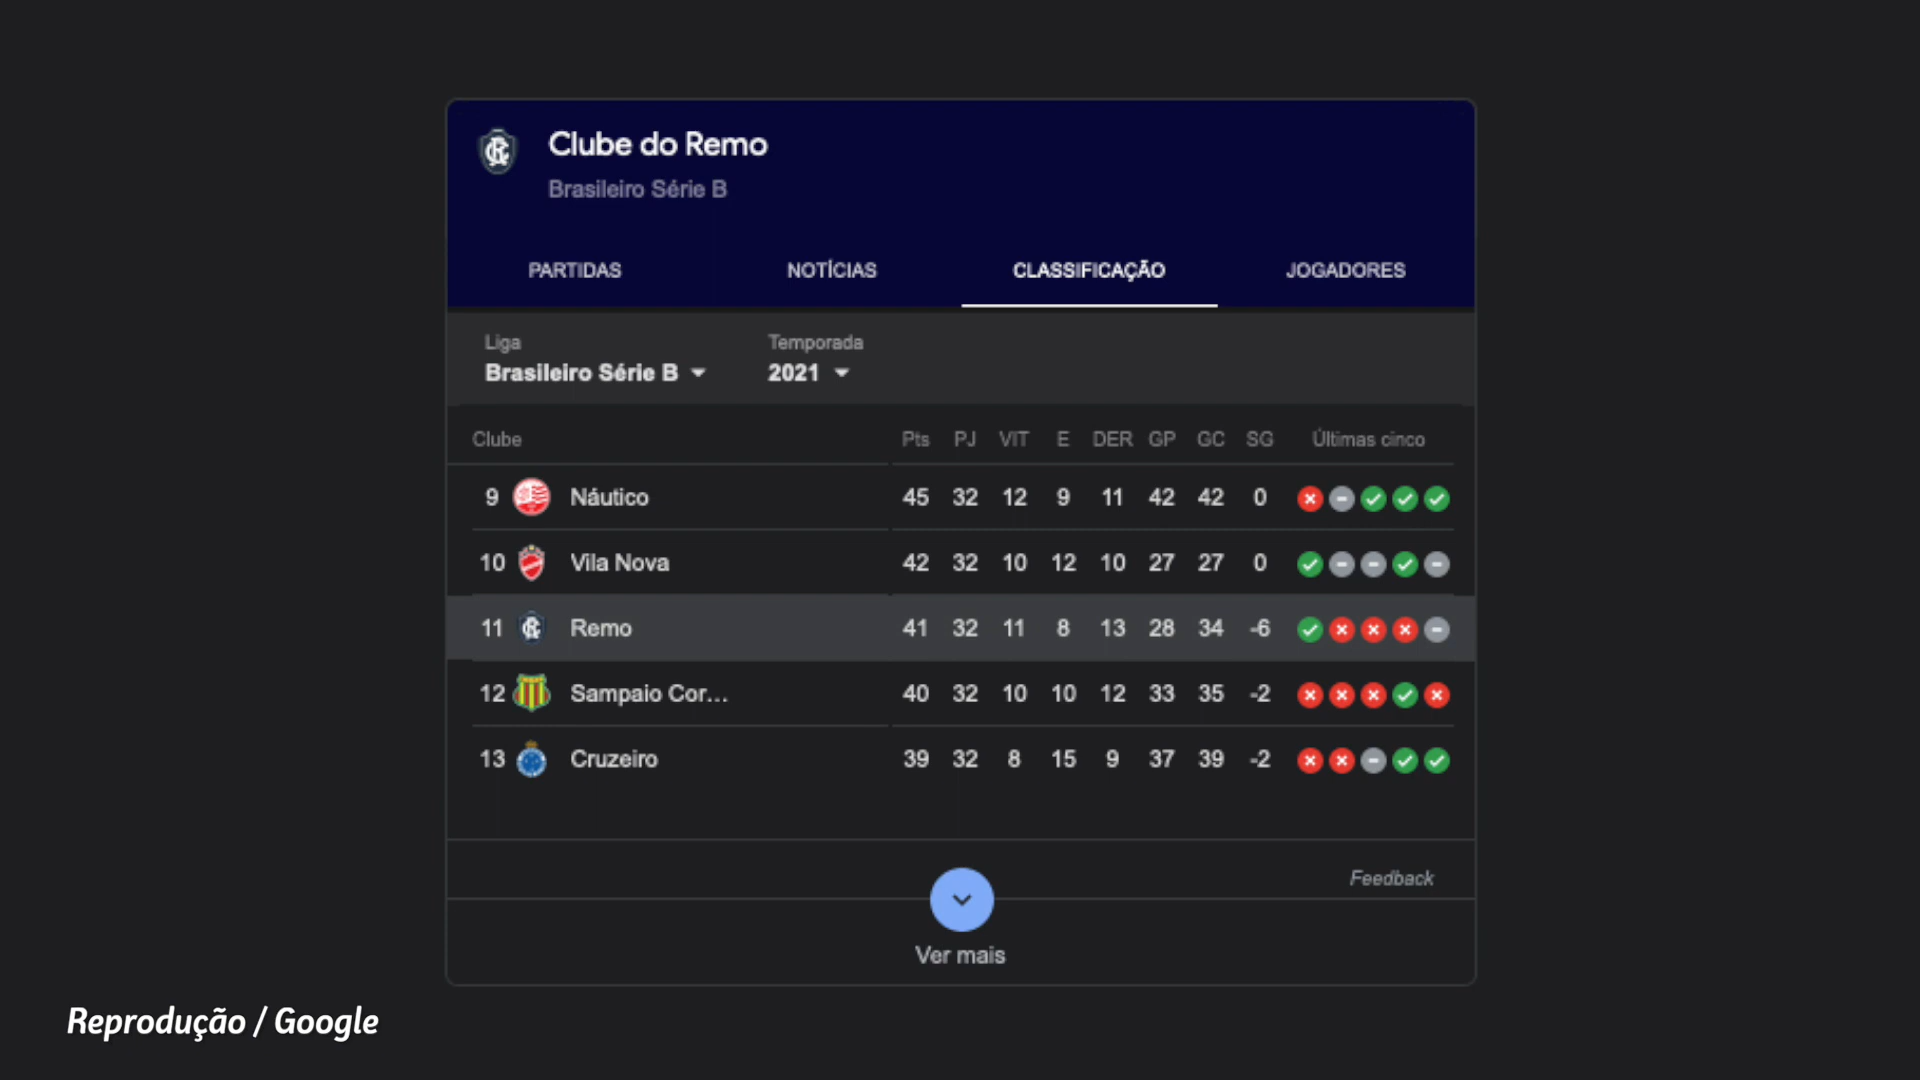 Clube do Remo
Brasileiro Série B
PARTIDAS NOTÍCIAS CLASSIFICAÇÃO JOGADORES
Liga Temporada
Brasileiro Série B 2021
Clube Pts PJ VIT E DER GP GC SG Últimas cinco
9 Náutico 45 32 12 9 11 42 42 0
10 Vila Nova 42 32 10 12 10 27 27 0
11 Remo 41 32 11 8 13 28 34 -6
12 Sampaio Cor... 40 32 10 10 12 33 35 -2
13 Cruzeiro 39 32 8 15 9 37 39 -2
Feedback
Ver mais
Reprodução / Google